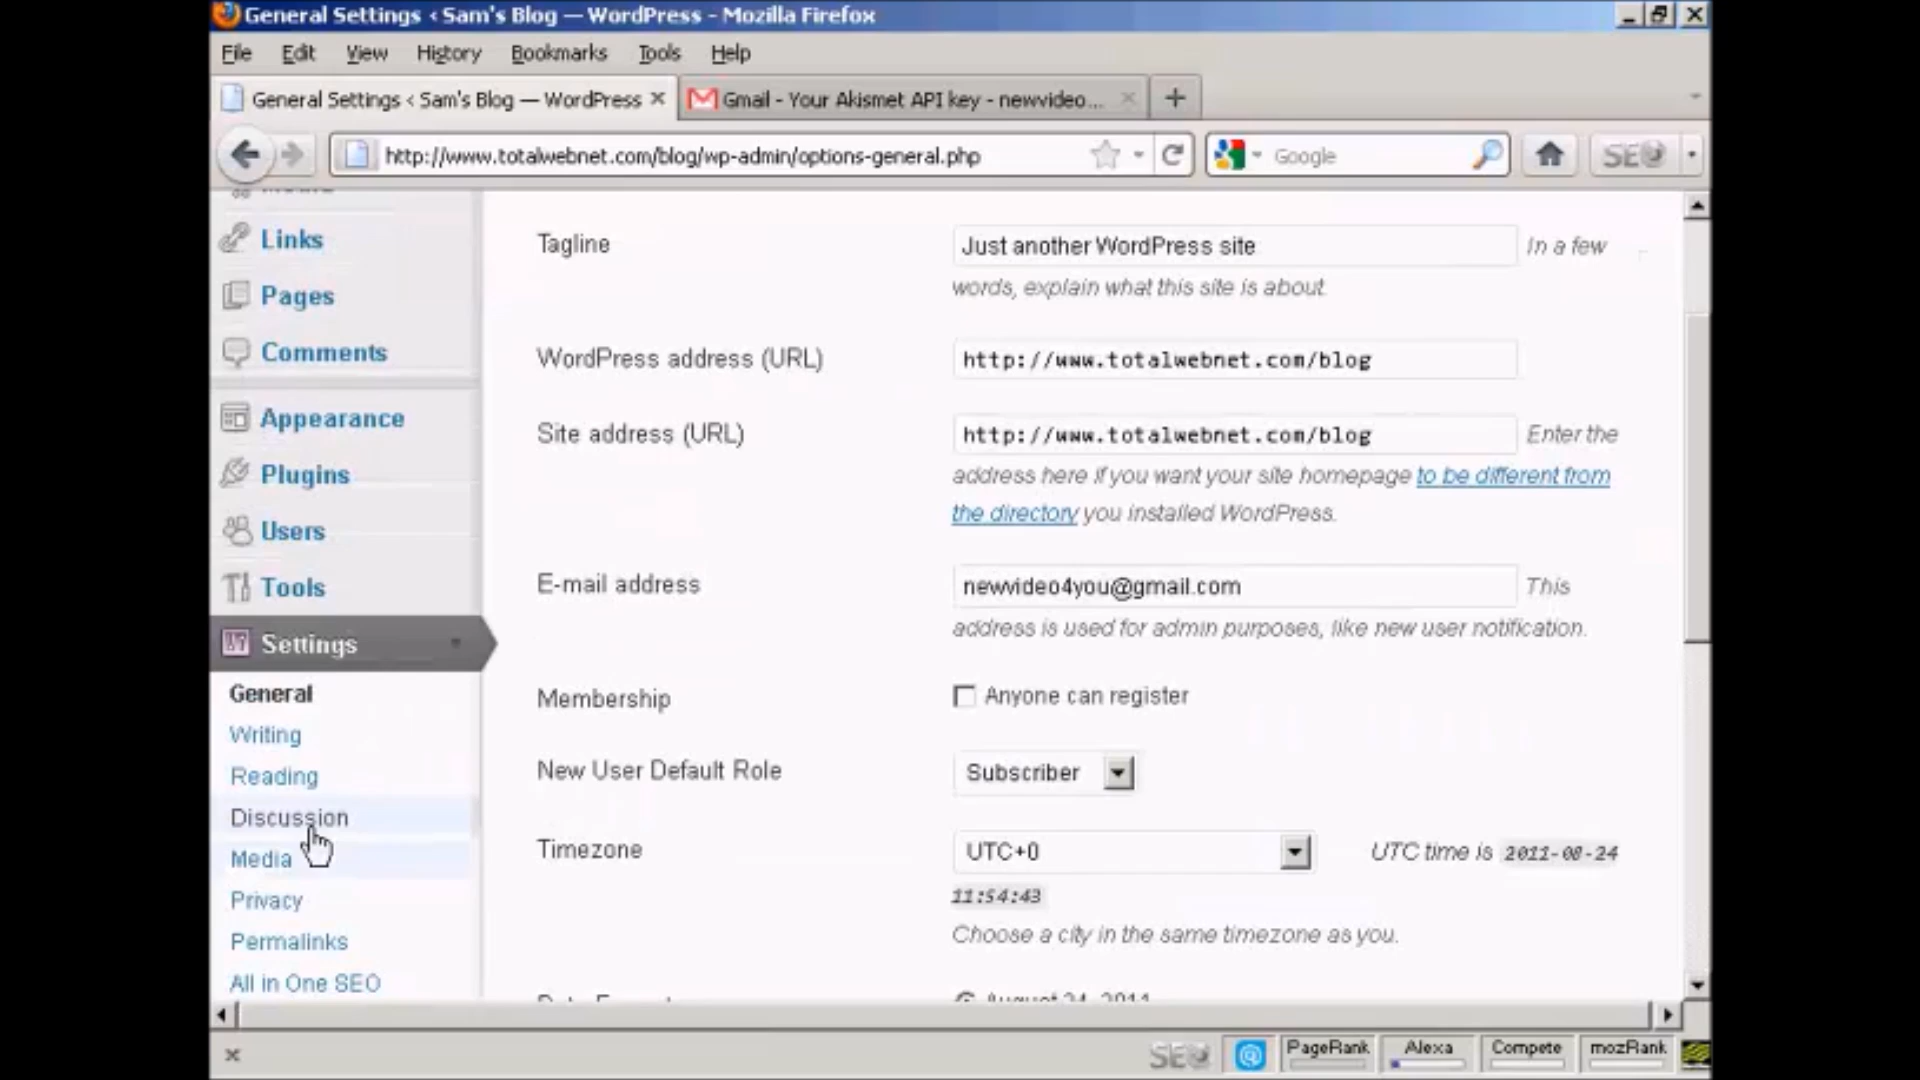 General Settings ‹ Sam's Blog — WordPress - Mozilla Firefox
File Edit View History Bookmarks Tools Help
General Settings ‹ Sam's Blog — WordPress
Gmail - Your Akismet API key - newvideo...
http://www.totalwebnet.com/blog/wp-admin/options-general.php
Google
SEO
Links
Pages
Comments
Appearance
Plugins
Users
Tools
Settings
General
Writing
Reading
Discussion
Media
Privacy
Permalinks
All in One SEO
Tagline
Just another WordPress site In a few
words, explain what this site is about.
WordPress address (URL)
http://www.totalwebnet.com/blog
Site address (URL)
http://www.totalwebnet.com/blog Enter the
address here if you want your site homepage to be different from
the directory you installed WordPress.
E-mail address
newvideo4you@gmail.com This
address is used for admin purposes, like new user notification.
Membership
Anyone can register
New User Default Role
Subscriber
Timezone
UTC+0 UTC time is 2011-08-24
11:54:43
Choose a city in the same timezone as you.
August 24, 2011
SEO PageRank Alexa Compete mozRank